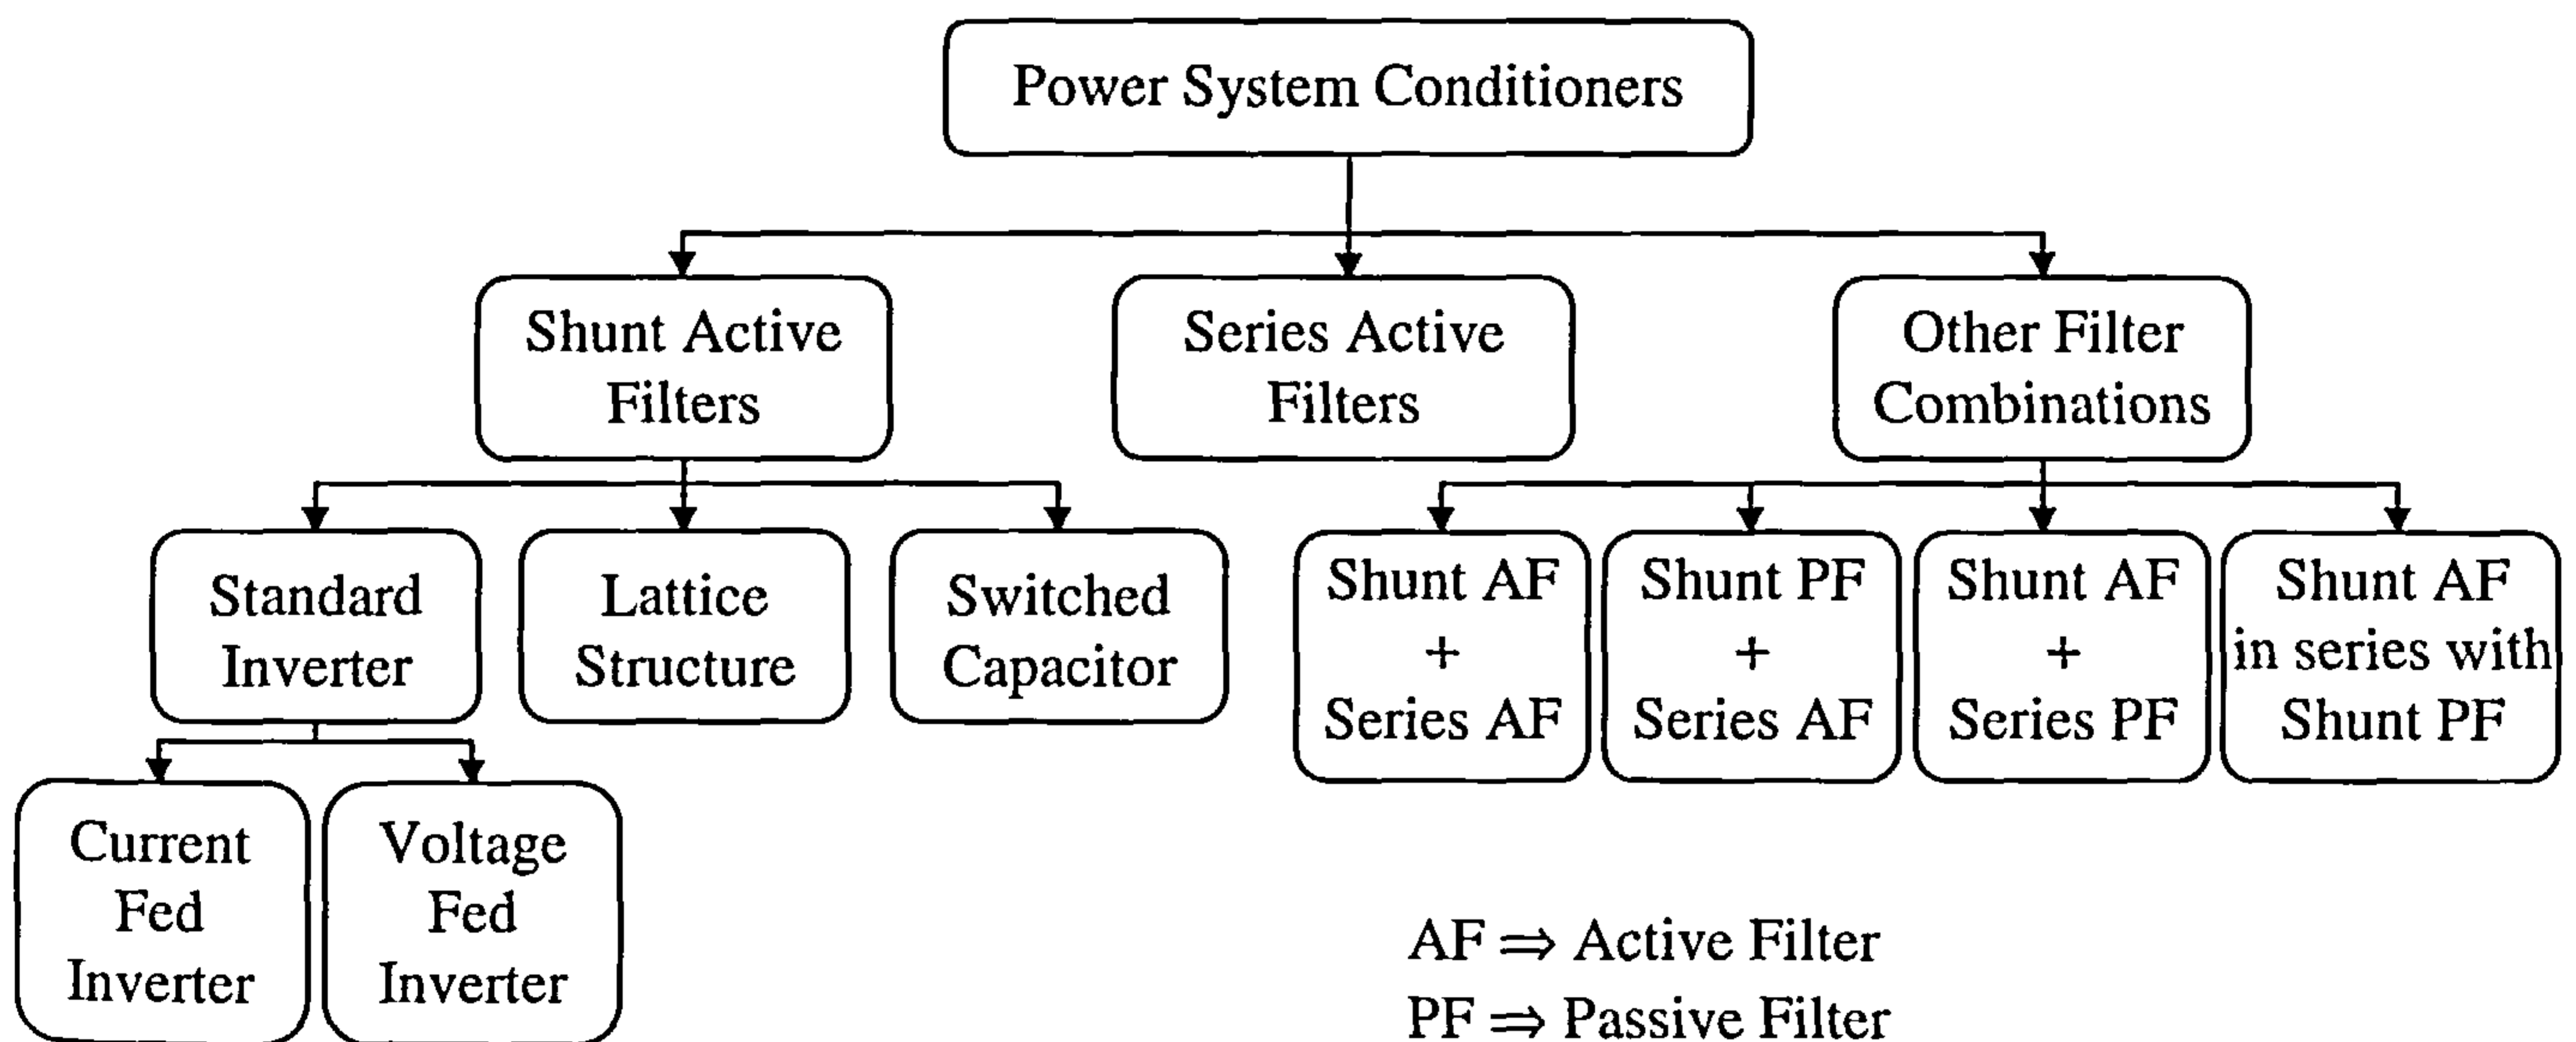 Power System Conditioners
Shunt Active
Filters
Series Active
Filters
Other Filter
Combinations
Standard
Inverter
Lattice
Structure
Switched
Capacitor
Shunt AF
+
Series AF
Shunt PF
+
Series AF
Shunt AF
+
Series PF
Shunt AF
in series with
Shunt PF
Current
Fed
Inverter
Voltage
Fed
Inverter
AF ⇒ Active Filter
PF ⇒ Passive Filter